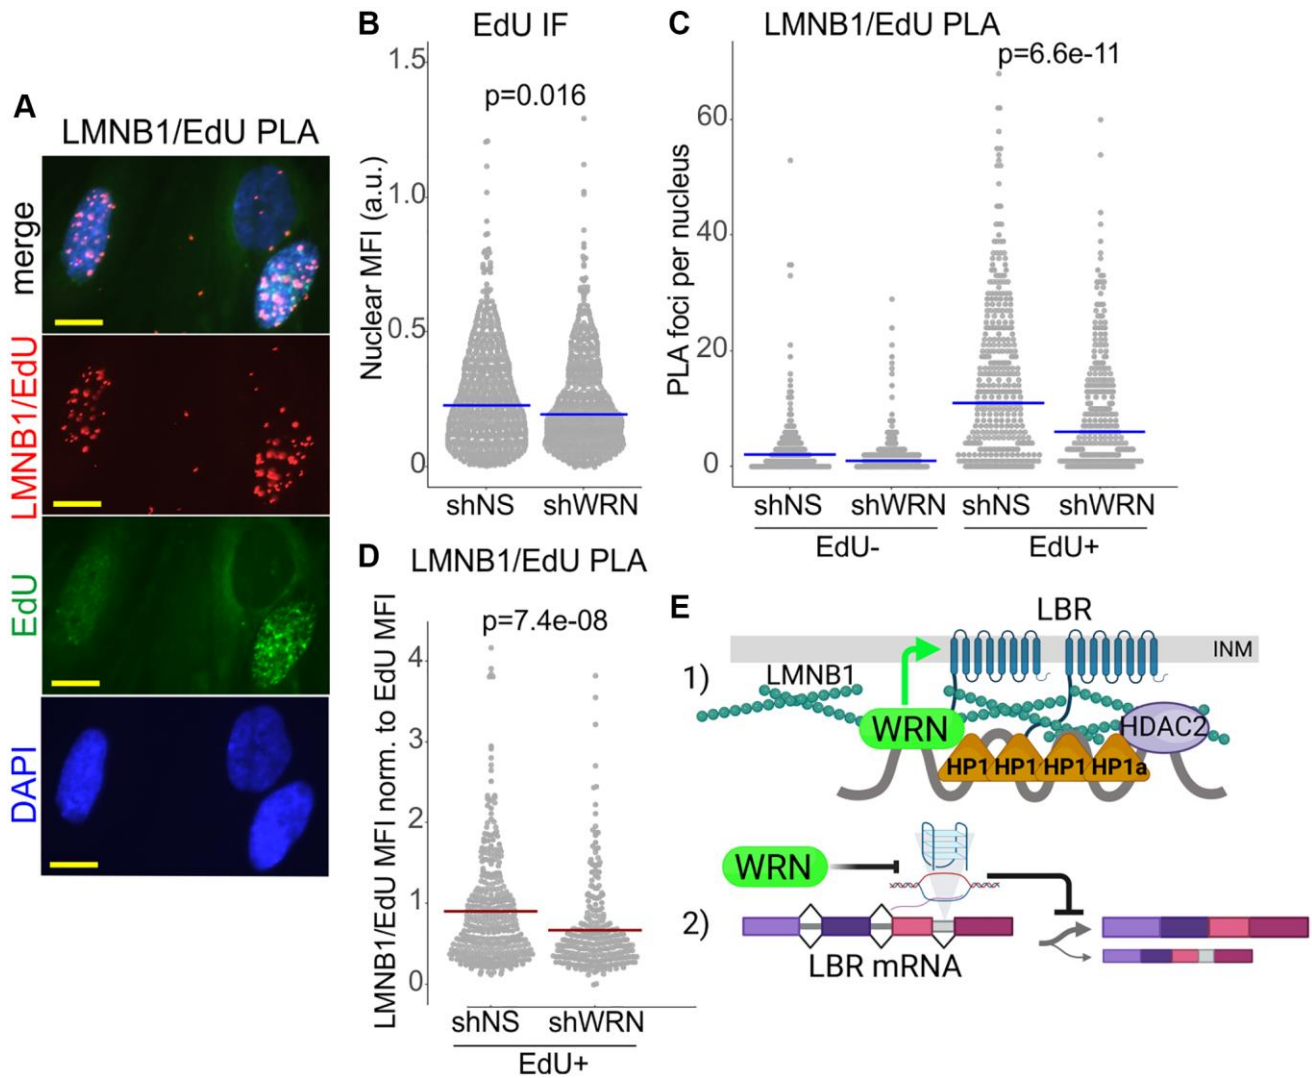 A
LMNB1/EdU PLA
merge
LMNB1/EdU
EdU
DAPI
B
EdU IF
p=0.016
Nuclear MFI (a.u.)
1.5
1.0
0.5
0
shNS shWRN
C
LMNB1/EdU PLA
p=6.6e-11
PLA foci per nucleus
60
40
20
0
shNS shWRN shNS shWRN
EdU- EdU+
D
LMNB1/EdU PLA
p=7.4e-08
LMNB1/EdU MFI norm. to EdU MFI
4
3
2
1
0
shNS shWRN
EdU+
E
LBR
INM
1)
LMNB1
WRN
HDAC2
HP1 HP1 HP1 HP1a
WRN
2)
LBR mRNA